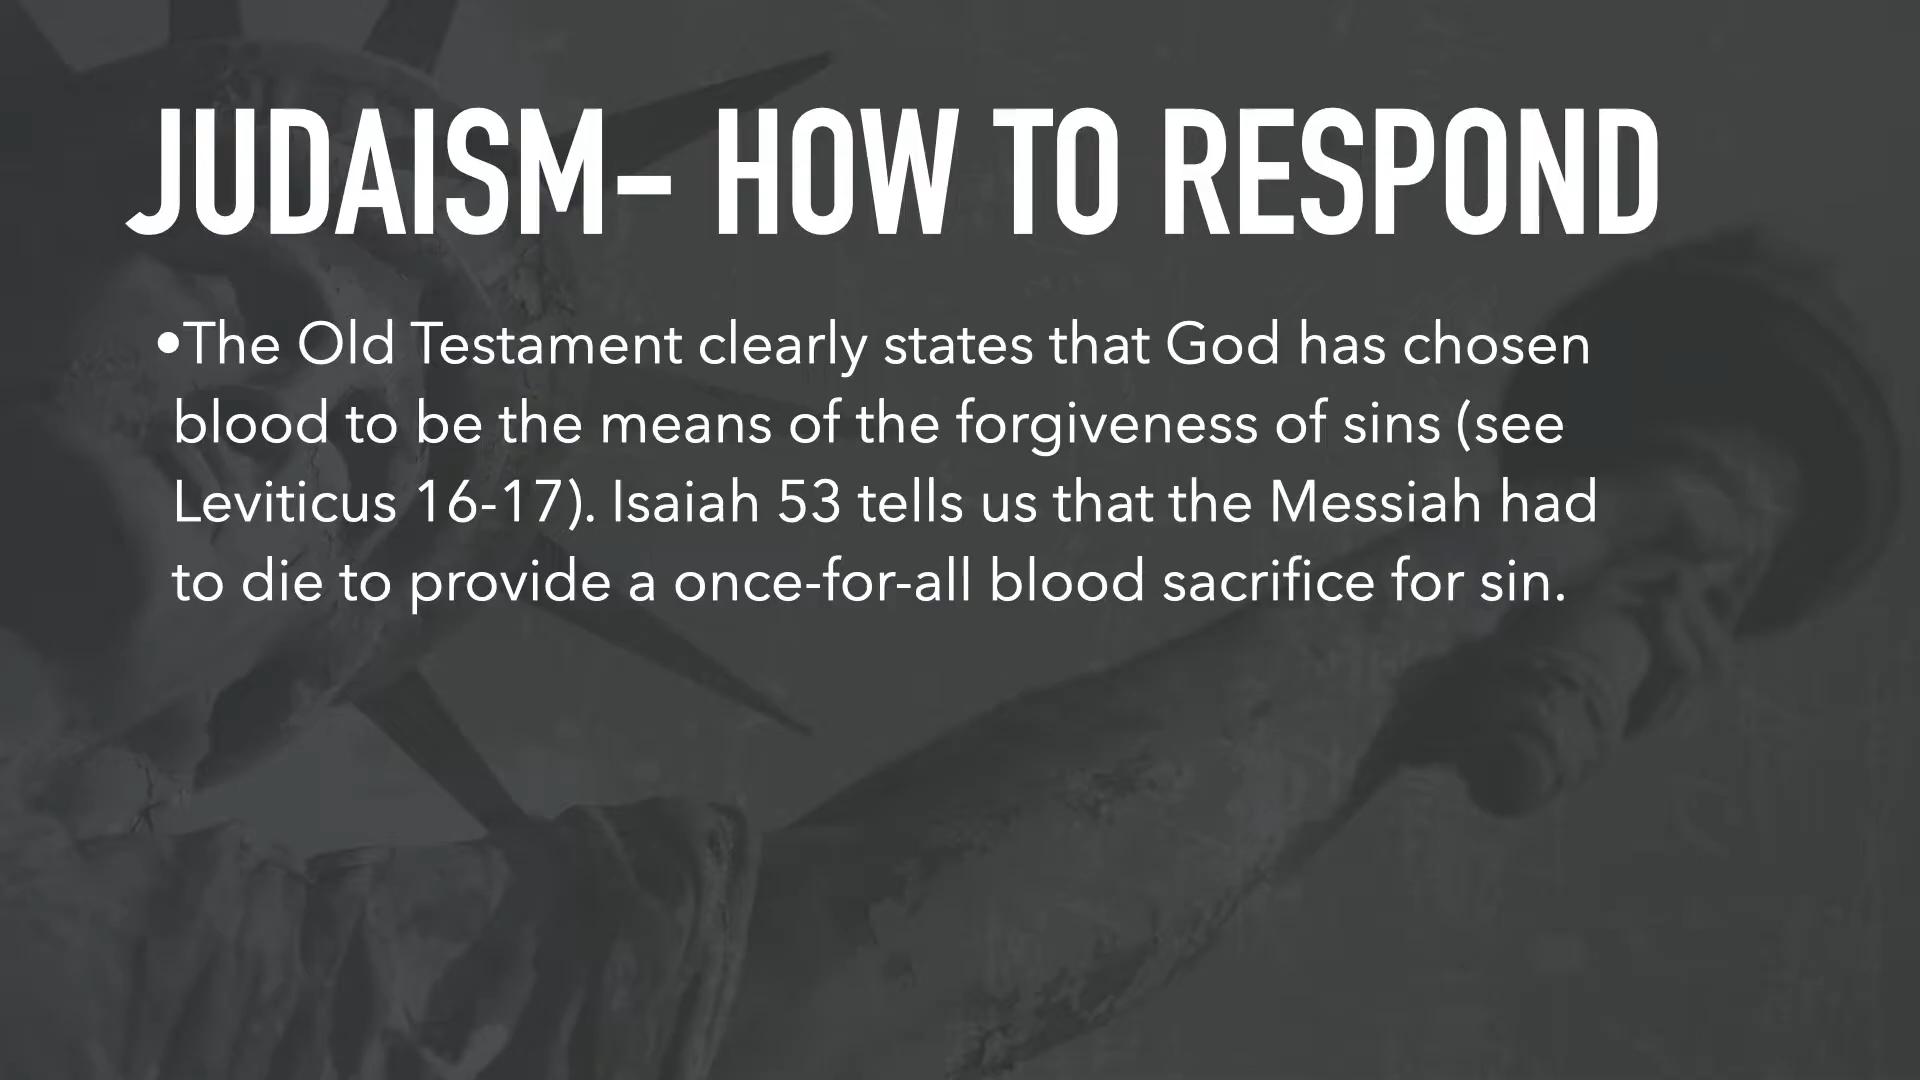 JUDAISM– HOW TO RESPOND
•The Old Testament clearly states that God has chosen
blood to be the means of the forgiveness of sins (see
Leviticus 16-17). Isaiah 53 tells us that the Messiah had
to die to provide a once-for-all blood sacrifice for sin.